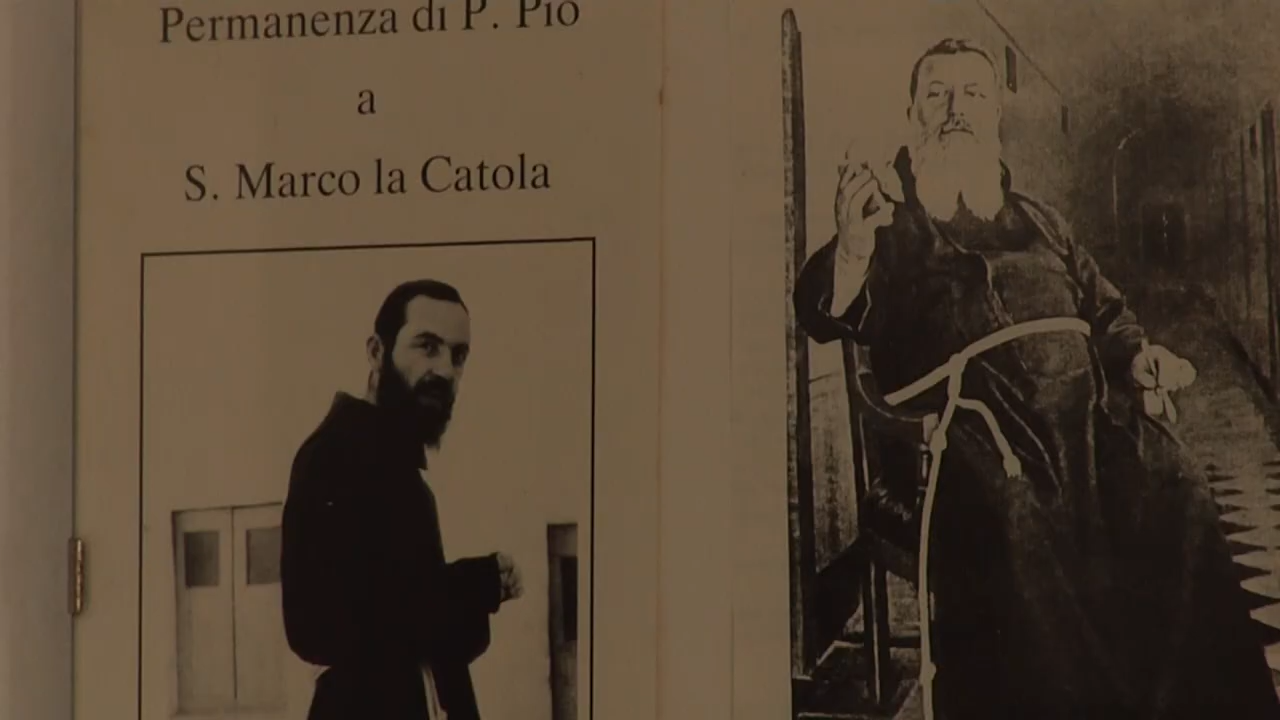 Permanenza di P. Pio
a
S. Marco la Catola